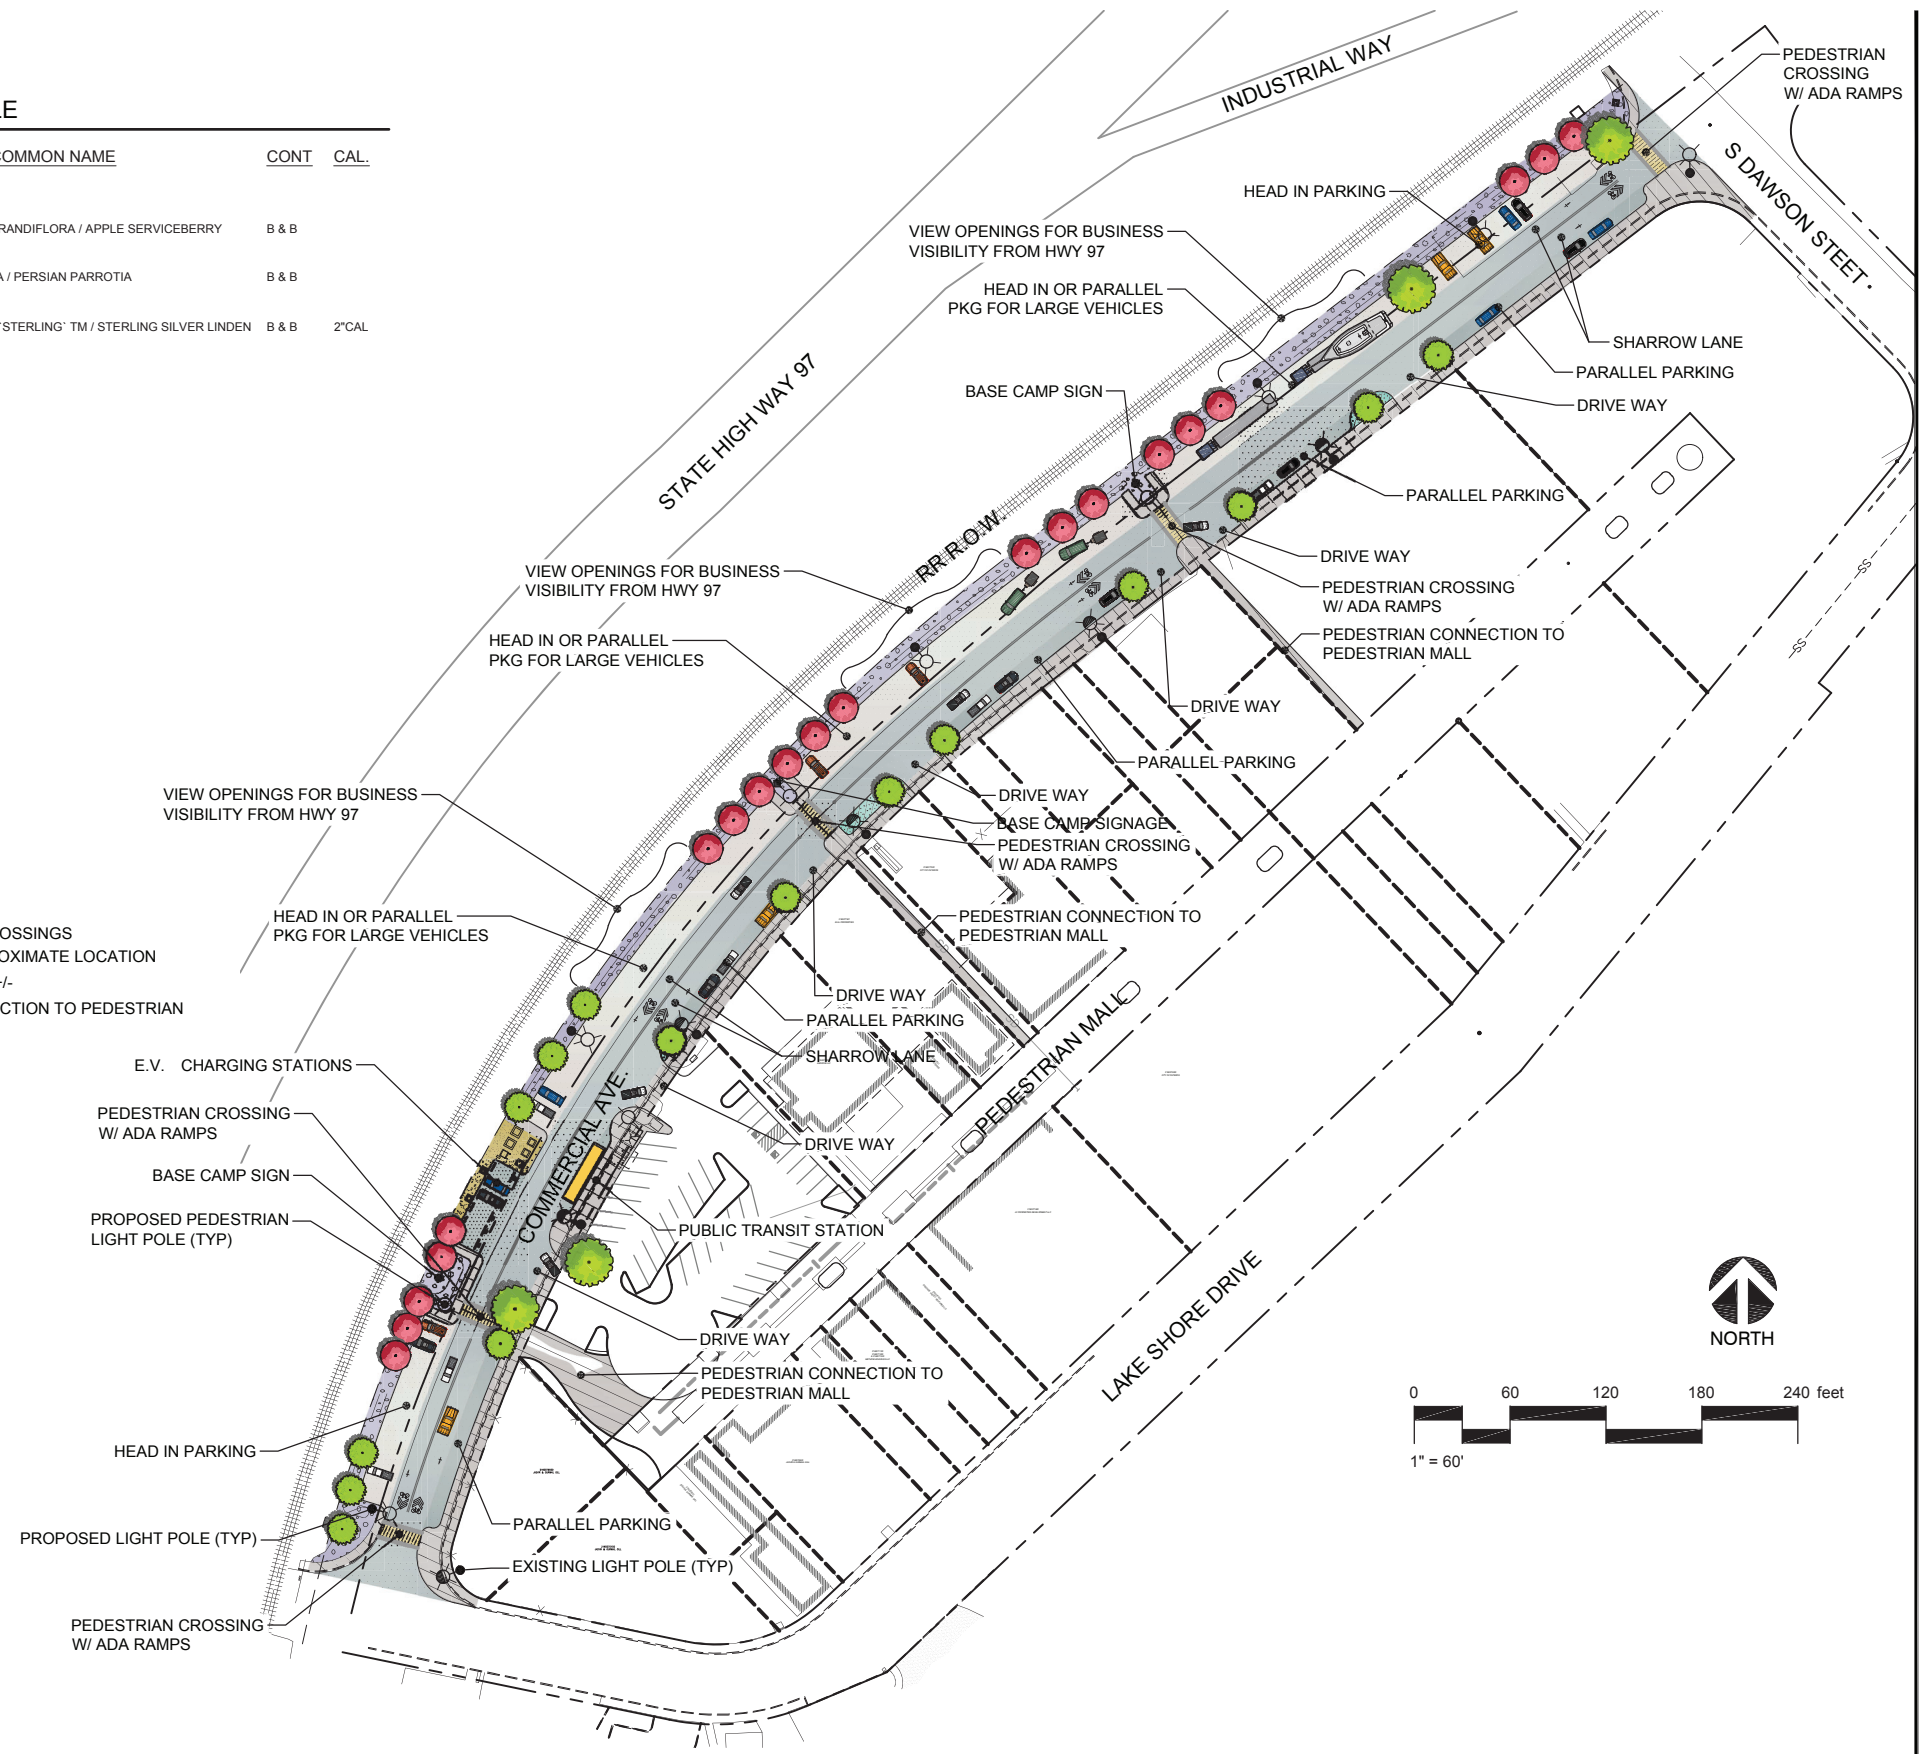 LE
COMMON NAME
CONT
CAL.
RANDIFLORA / APPLE SERVICEBERRY
B & B
A / PERSIAN PARROTIA
B & B
`STERLING` TM / STERLING SILVER LINDEN
B & B
2"CAL
INDUSTRIAL WAY
PEDESTRIAN
CROSSING
W/ ADA RAMPS
S DAWSON STEET
HEAD IN PARKING
VIEW OPENINGS FOR BUSINESS
VISIBILITY FROM HWY 97
HEAD IN OR PARALLEL
PKG FOR LARGE VEHICLES
SHARROW LANE
PARALLEL PARKING
DRIVE WAY
BASE CAMP SIGN
STATE HIGH WAY 97
PARALLEL PARKING
RR R.O.W.
DRIVE WAY
VIEW OPENINGS FOR BUSINESS
VISIBILITY FROM HWY 97
PEDESTRIAN CROSSING
W/ ADA RAMPS
SS
SS
HEAD IN OR PARALLEL
PKG FOR LARGE VEHICLES
PEDESTRIAN CONNECTION TO
PEDESTRIAN MALL
DRIVE WAY
PARALLEL PARKING
VIEW OPENINGS FOR BUSINESS
VISIBILITY FROM HWY 97
DRIVE WAY
BASE CAMP SIGNAGE
PEDESTRIAN CROSSING
W/ ADA RAMPS
HEAD IN OR PARALLEL
PKG FOR LARGE VEHICLES
PEDESTRIAN CONNECTION TO
PEDESTRIAN MALL
OSSINGS
OXIMATE LOCATION
+/-
CTION TO PEDESTRIAN
DRIVE WAY
PARALLEL PARKING
SHARROW LANE
PEDESTRIAN MALL
E.V. CHARGING STATIONS
PEDESTRIAN CROSSING
W/ ADA RAMPS
DRIVE WAY
COMMERCIAL AVE.
BASE CAMP SIGN
PROPOSED PEDESTRIAN
LIGHT POLE (TYP)
PUBLIC TRANSIT STATION
LAKE SHORE DRIVE
DRIVE WAY
NORTH
PEDESTRIAN CONNECTION TO
PEDESTRIAN MALL
0 60 120 180 240 feet
1" = 60'
HEAD IN PARKING
PARALLEL PARKING
PROPOSED LIGHT POLE (TYP)
EXISTING LIGHT POLE (TYP)
PEDESTRIAN CROSSING
W/ ADA RAMPS